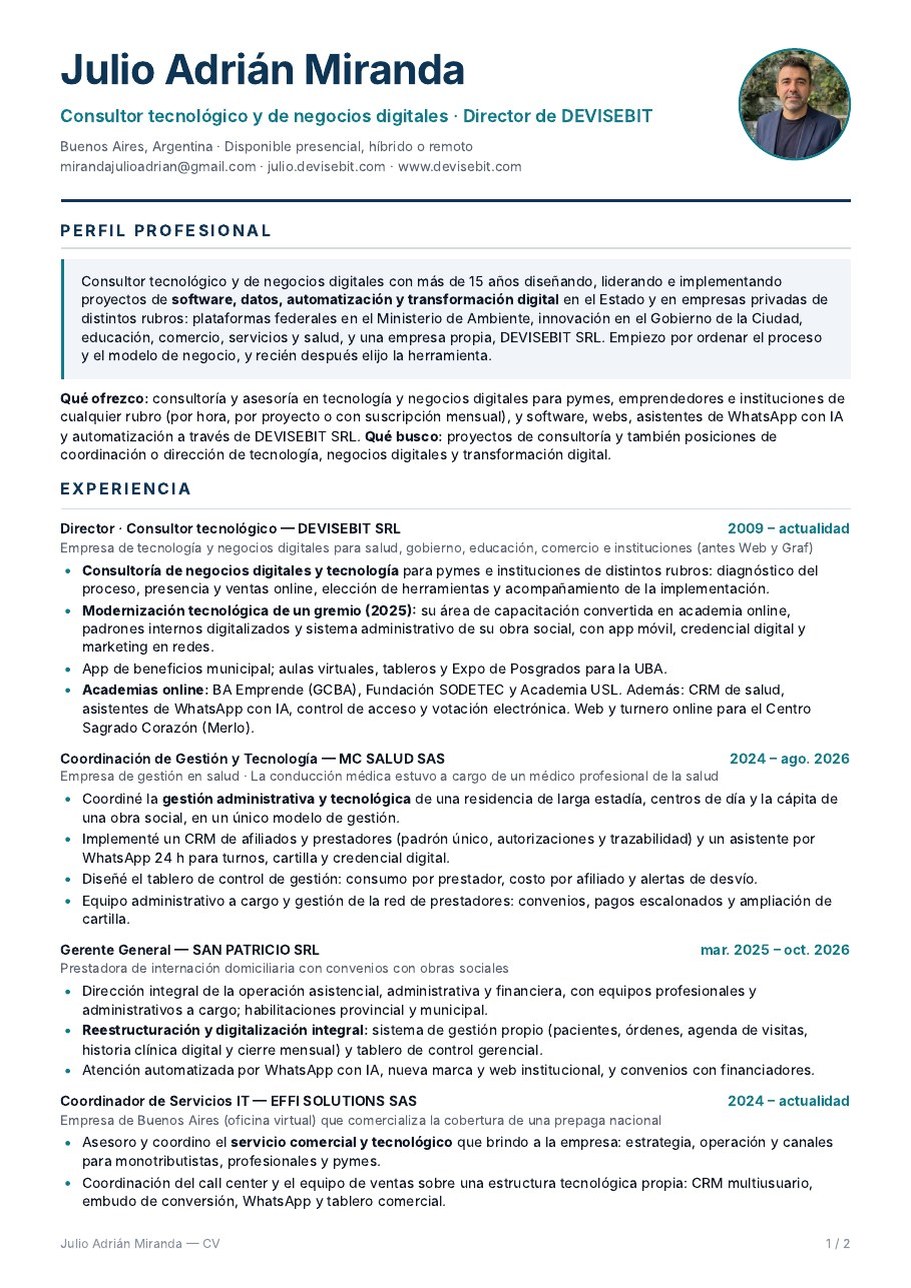 Julio Adrián Miranda
Consultor tecnológico y de negocios digitales · Director de DEVISEBIT
Buenos Aires, Argentina · Disponible presencial, híbrido o remoto
mirandajulioadrian@gmail.com · julio.devisebit.com · www.devisebit.com
PERFIL PROFESIONAL
Consultor tecnológico y de negocios digitales con más de 15 años diseñando, liderando e implementando
proyectos de software, datos, automatización y transformación digital en el Estado y en empresas privadas de
distintos rubros: plataformas federales en el Ministerio de Ambiente, innovación en el Gobierno de la Ciudad,
educación, comercio, servicios y salud, y una empresa propia, DEVISEBIT SRL. Empiezo por ordenar el proceso
y el modelo de negocio, y recién después elijo la herramienta.
Qué ofrezco: consultoría y asesoría en tecnología y negocios digitales para pymes, emprendedores e instituciones de
cualquier rubro (por hora, por proyecto o con suscripción mensual), y software, webs, asistentes de WhatsApp con IA
y automatización a través de DEVISEBIT SRL. Qué busco: proyectos de consultoría y también posiciones de
coordinación o dirección de tecnología, negocios digitales y transformación digital.
EXPERIENCIA
Director · Consultor tecnológico — DEVISEBIT SRL 2009 – actualidad
Empresa de tecnología y negocios digitales para salud, gobierno, educación, comercio e instituciones (antes Web y Graf)
• Consultoría de negocios digitales y tecnología para pymes e instituciones de distintos rubros: diagnóstico del
proceso, presencia y ventas online, elección de herramientas y acompañamiento de la implementación.
• Modernización tecnológica de un gremio (2025): su área de capacitación convertida en academia online,
padrones internos digitalizados y sistema administrativo de su obra social, con app móvil, credencial digital y
marketing en redes.
• App de beneficios municipal; aulas virtuales, tableros y Expo de Posgrados para la UBA.
• Academias online: BA Emprende (GCBA), Fundación SODETEC y Academia USL. Además: CRM de salud,
asistentes de WhatsApp con IA, control de acceso y votación electrónica. Web y turnero online para el Centro
Sagrado Corazón (Merlo).
Coordinación de Gestión y Tecnología — MC SALUD SAS 2024 – ago. 2026
Empresa de gestión en salud · La conducción médica estuvo a cargo de un médico profesional de la salud
• Coordiné la gestión administrativa y tecnológica de una residencia de larga estadía, centros de día y la cápita de
una obra social, en un único modelo de gestión.
• Implementé un CRM de afiliados y prestadores (padrón único, autorizaciones y trazabilidad) y un asistente por
WhatsApp 24 h para turnos, cartilla y credencial digital.
• Diseñé el tablero de control de gestión: consumo por prestador, costo por afiliado y alertas de desvío.
• Equipo administrativo a cargo y gestión de la red de prestadores: convenios, pagos escalonados y ampliación de
cartilla.
Gerente General — SAN PATRICIO SRL mar. 2025 – oct. 2026
Prestadora de internación domiciliaria con convenios con obras sociales
• Dirección integral de la operación asistencial, administrativa y financiera, con equipos profesionales y
administrativos a cargo; habilitaciones provincial y municipal.
• Reestructuración y digitalización integral: sistema de gestión propio (pacientes, órdenes, agenda de visitas,
historia clínica digital y cierre mensual) y tablero de control gerencial.
• Atención automatizada por WhatsApp con IA, nueva marca y web institucional, y convenios con financiadores.
Coordinador de Servicios IT — EFFI SOLUTIONS SAS 2024 – actualidad
Empresa de Buenos Aires (oficina virtual) que comercializa la cobertura de una prepaga nacional
• Asesoro y coordino el servicio comercial y tecnológico que brindo a la empresa: estrategia, operación y canales
para monotributistas, profesionales y pymes.
• Coordinación del call center y el equipo de ventas sobre una estructura tecnológica propia: CRM multiusuario,
embudo de conversión, WhatsApp y tablero comercial.
Julio Adrián Miranda — CV 1 / 2